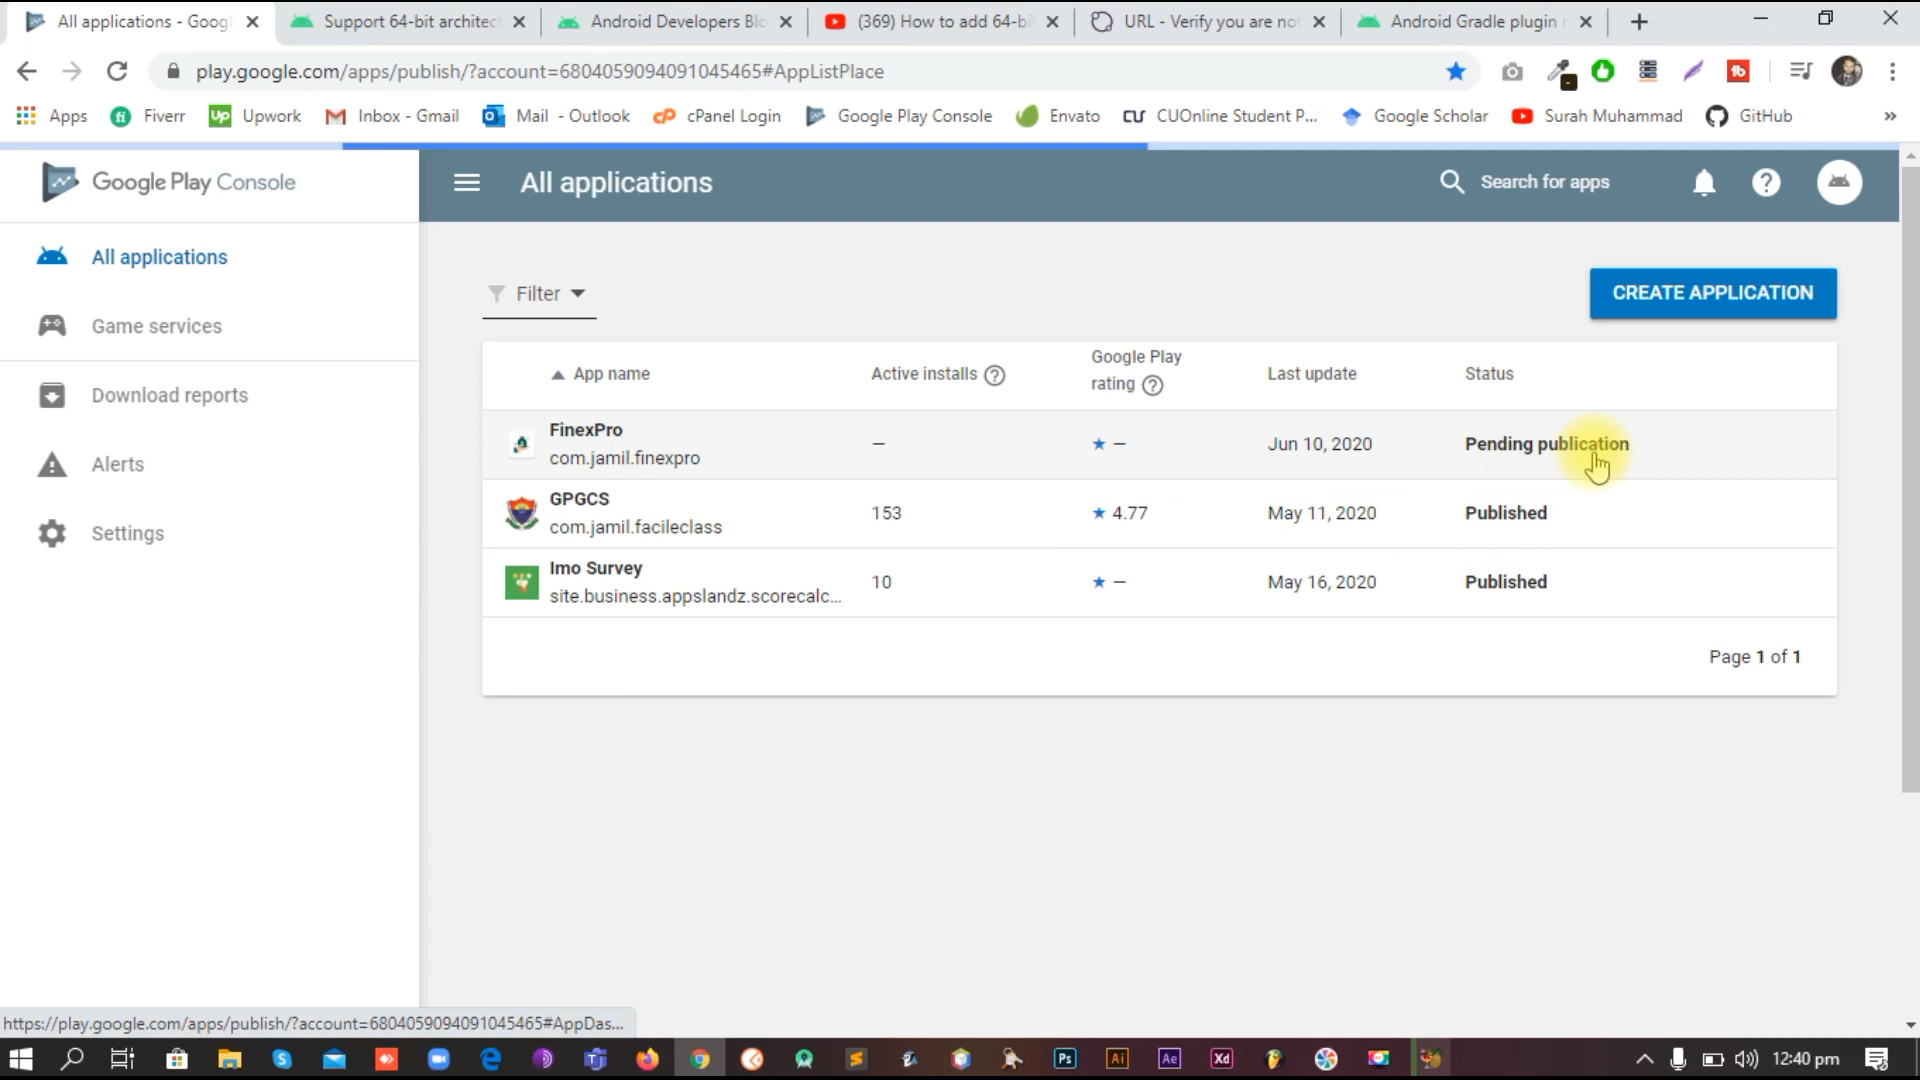 All applications - Goog
Support 64-bit architect
Android Developers Blo
(369) How to add 64-bi
URL - Verify you are no
Android Gradle plugin
play.google.com/apps/publish/?account=6804059094091045465#AppListPlace
Apps
Fiverr
Up Upwork
Inbox - Gmail
Mail - Outlook
cPanel Login
Google Play Console
Envato
CUOnline Student P...
Google Scholar
Surah Muhammad
GitHub
Google Play Console
All applications
Search for apps
All applications
Game services
Download reports
Alerts
Settings
Filter
CREATE APPLICATION
App name
Active installs
Google Play
rating
Last update
Status
FinexPro
com.jamil.finexpro
–
–
Jun 10, 2020
Pending publication
GPGCS
com.jamil.facileclass
153
4.77
May 11, 2020
Published
Imo Survey
site.business.appslandz.scorecalc...
10
–
May 16, 2020
Published
Page 1 of 1
https://play.google.com/apps/publish/?account=6804059094091045465#AppDas...
Ps
Ai
Ae
Xd
12:40 pm